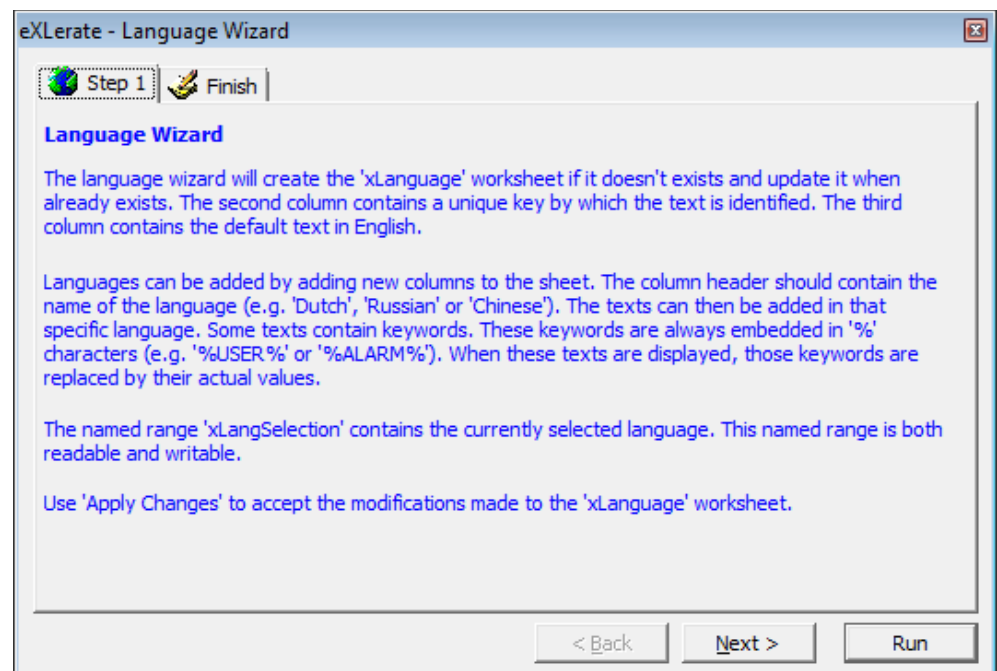 eXLerate - Language Wizard
Step 1
Finish
Language Wizard
The language wizard will create the 'xLanguage' worksheet if it doesn't exists and update it when
already exists. The second column contains a unique key by which the text is identified. The third
column contains the default text in English.
Languages can be added by adding new columns to the sheet. The column header should contain the
name of the language (e.g. 'Dutch', 'Russian' or 'Chinese'). The texts can then be added in that
specific language. Some texts contain keywords. These keywords are always embedded in '%'
characters (e.g. '%USER%' or '%ALARM%'). When these texts are displayed, those keywords are
replaced by their actual values.
The named range 'xLangSelection' contains the currently selected language. This named range is both
readable and writable.
Use 'Apply Changes' to accept the modifications made to the 'xLanguage' worksheet.
< Back
Next >
Run